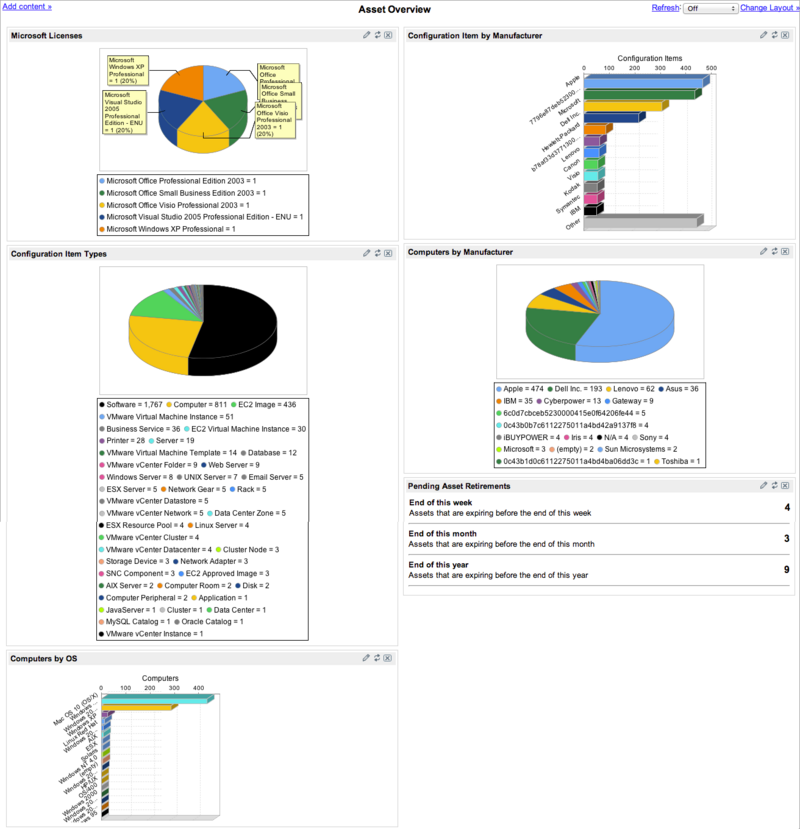 Add content »
Asset Overview
Refresh: Off
Change Layout »
Microsoft Licenses
Microsoft
Windows XP
Professional
= 1 (20%)
Microsoft
Visual Studio
2005
Professional
Edition - ENU
= 1 (20%)
Microsoft
Office
Professional
Microsoft
Office Small
Business
Microsoft
Office Visio
Professional
2003 = 1
(20%)
Microsoft Office Professional Edition 2003 = 1
Microsoft Office Small Business Edition 2003 = 1
Microsoft Office Visio Professional 2003 = 1
Microsoft Visual Studio 2005 Professional Edition - ENU = 1
Microsoft Windows XP Professional = 1
Configuration Item Types
Software = 1,767 Computer = 811 EC2 Image = 436
VMware Virtual Machine Instance = 51
Business Service = 36 EC2 Virtual Machine Instance = 30
Printer = 28 Server = 19
VMware Virtual Machine Template = 14 Database = 12
VMware vCenter Folder = 9 Web Server = 9
Windows Server = 8 UNIX Server = 7 Email Server = 5
ESX Server = 5 Network Gear = 5 Rack = 5
VMware vCenter Datastore = 5
VMware vCenter Network = 5 Data Center Zone = 5
ESX Resource Pool = 4 Linux Server = 4
VMware vCenter Cluster = 4
VMware vCenter Datacenter = 4 Cluster Node = 3
Storage Device = 3 Network Adapter = 3
SNC Component = 3 EC2 Approved Image = 3
AIX Server = 2 Computer Room = 2 Disk = 2
Computer Peripheral = 2 Application = 1
JavaServer = 1 Cluster = 1 Data Center = 1
MySQL Catalog = 1 Oracle Catalog = 1
VMware vCenter Instance = 1
Computers by OS
Computers
0 100 200 300 400
Mac OS 10 (OS/X)
Windows ...
Windows 20...
Windows XP
Linux Red Hat
Windows 20...
AIX
ESX
Solaris
Windows NT 4.0
(empty)
Windows 20...
HP-UX
OS/400
Windows 2000
Windows 20...
Windows 20...
ws 95
Configuration Item by Manufacturer
Configuration Items
0 100 200 300 400 500
Apple
7796e87deb52300...
Microsoft
Dell Inc.
HewlettPackard
b78af33d3771300...
Lenovo
Canon
Visio
Kodak
Symantec
IBM
Other
Computers by Manufacturer
Apple = 474 Dell Inc. = 193 Lenovo = 62 Asus = 36
IBM = 35 Cyberpower = 13 Gateway = 9
6c0d7cbceb5230000415e0f64206fe44 = 5
0c43b0b7c6112275011a4bd42a9137f8 = 4
iBUYPOWER = 4 Iris = 4 N/A = 4 Sony = 4
Microsoft = 3 (empty) = 2 Sun Microsystems = 2
0c43b1d0c6112275011a4bd4ba06dd3c = 1 Toshiba = 1
Pending Asset Retirements
End of this week
Assets that are expiring before the end of this week
4
End of this month
Assets that are expiring before the end of this month
3
End of this year
Assets that are expiring before the end of this year
9